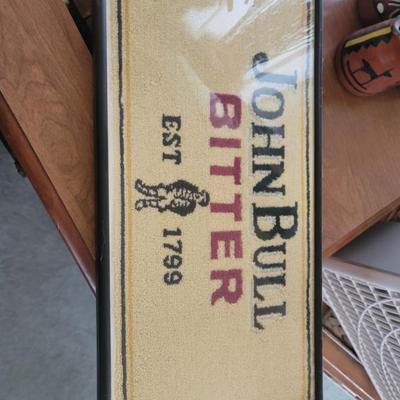 JOHN BULL
BITTER
EST 1799